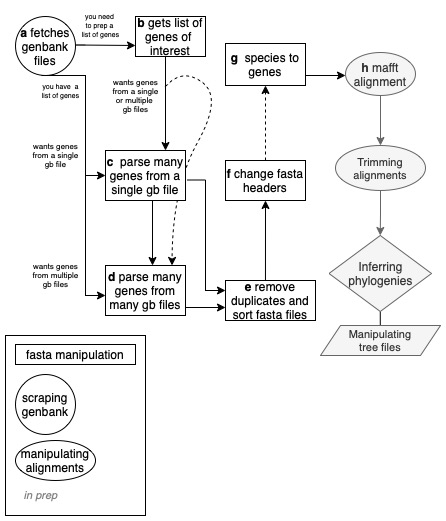 a fetches
genbank
files
you need
to prep a
list of genes
b gets list of
genes of
interest
you have a
list of genes
wants genes
from a single
or multiple
gb files
g species to
genes
h mafft
alignment
wants genes
from a single
gb file
c parse many
genes from a
single gb file
f change fasta
headers
Trimming
alignments
wants genes
from multiple
gb files
d parse many
genes from
many gb files
e remove
duplicates and
sort fasta files
Inferring
phylogenies
Manipulating
tree files
fasta manipulation
scraping
genbank
manipulating
alignments
in prep